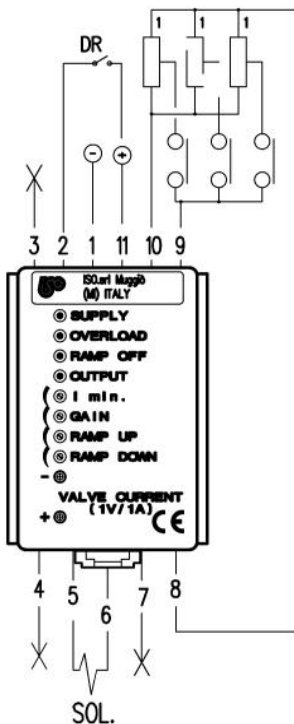 1 1 1
DR
- +
3 2 1 11 10 9
ISO.srl Muggiò
(MI) ITALY
SUPPLY
OVERLOAD
RAMP OFF
OUTPUT
I min.
GAIN
RAMP UP
RAMP DOWN
-
VALVE CURRENT
(1V/1A)
+ CE
4 5 6 7 8
SOL.